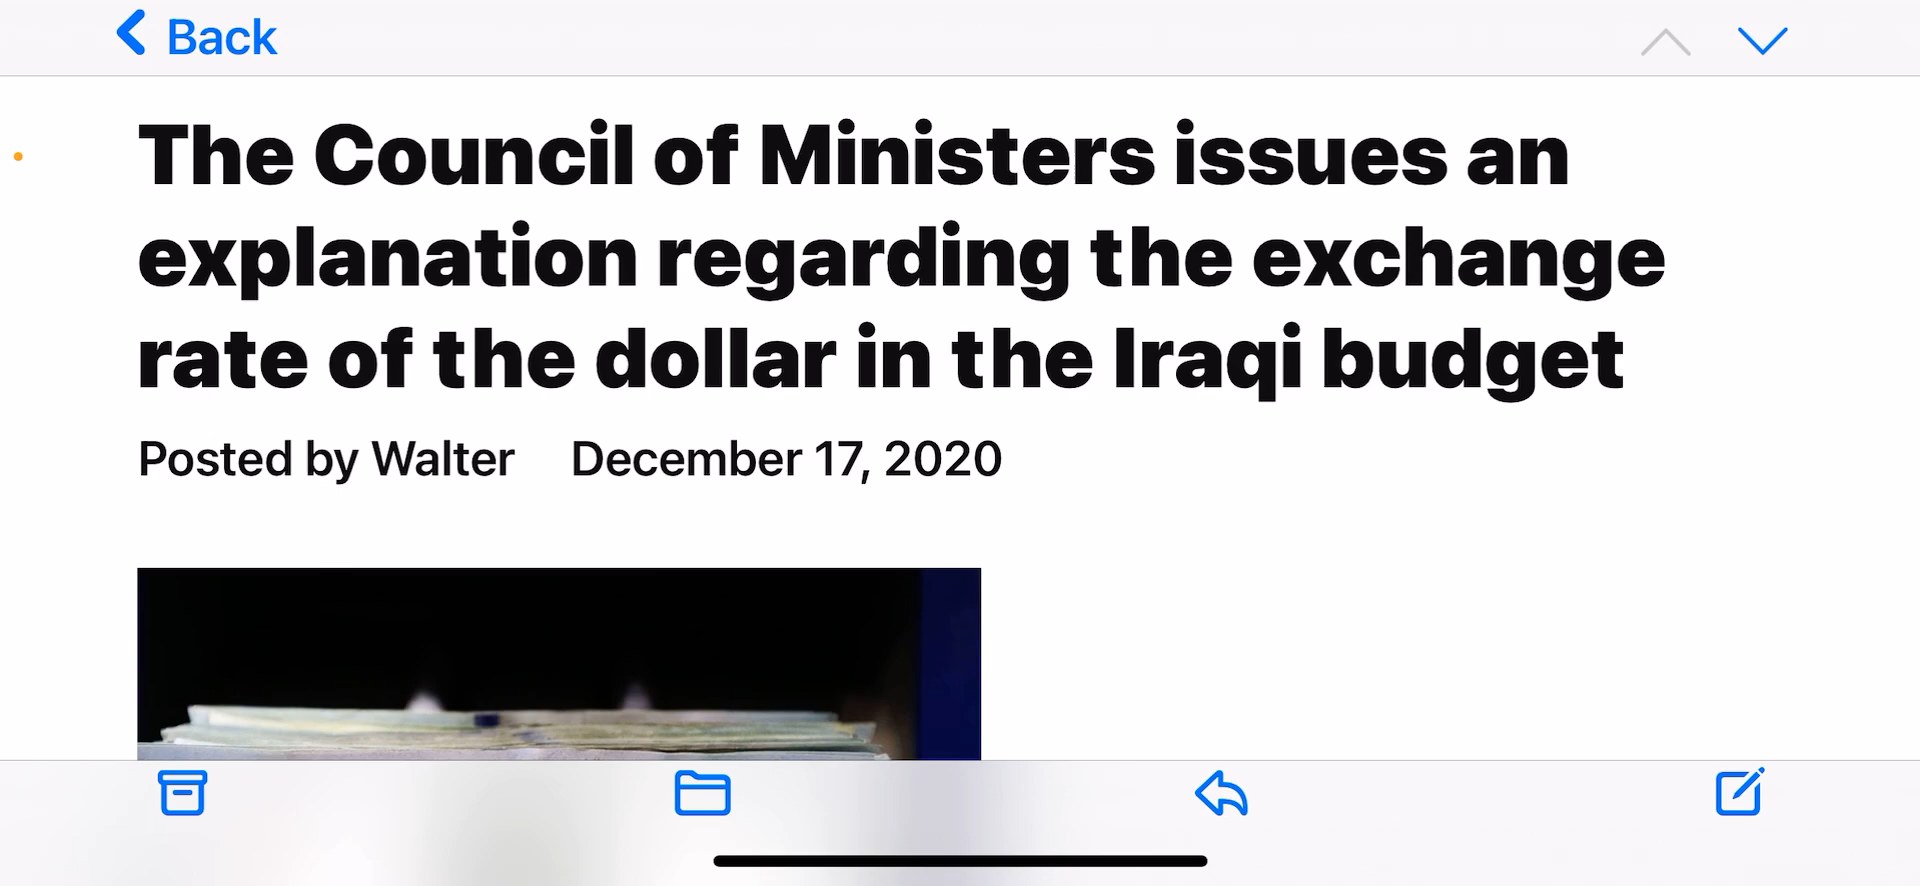 Back
The Council of Ministers issues an
explanation regarding the exchange
rate of the dollar in the Iraqi budget
Posted by Walter December 17, 2020